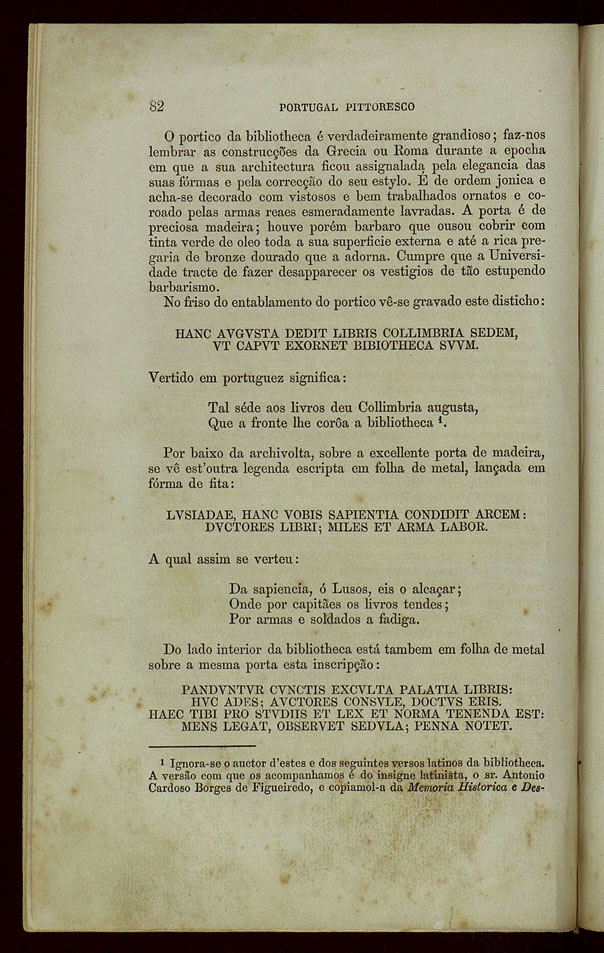 82
PORTUGAL PITTORESCO
O portico da bibliotheca é verdadeiramente grandioso; faz-nos
lembrar as construcções da Grecia ou Roma durante a epocha
em que a sua architectura ficou assignalada pela elegancia das
suas fórmas e pela correcção do seu estylo. É de ordem jonica e
acha-se decorado com vistosos e bem trabalhados ornatos e co-
roado pelas armas reaes esmeradamente lavradas. A porta é de
preciosa madeira; houve porém barbaro que ousou cobrir com
tinta verde de oleo toda a sua superficie externa e até a rica pre-
garia de bronze dourado que a adorna. Cumpre que a Universi-
dade tracte de fazer desapparecer os vestigios de tão estupendo
barbarismo.
No friso do entablamento do portico vê-se gravado este disticho:
HANC AVGVSTA DEDIT LIBRIS COLLIMBRIA SEDEM,
VT CAPVT EXORNET BIBIOTHECA SVVM.
Vertido em portuguez significa:
Tal séde aos livros deu Collimbria augusta,
Que a fronte lhe corôa a bibliotheca ¹.
Por baixo da archivolta, sobre a excellente porta de madeira,
se vê est'outra legenda escripta em folha de metal, lançada em
fórma de fita:
LVSIADAE, HANC VOBIS SAPIENTIA CONDIDIT ARCEM:
DVCTORES LIBRI; MILES ET ARMA LABOR.
A qual assim se verteu:
Da sapiencia, ó Lusos, eis o alcaçar;
Onde por capitães os livros tendes;
Por armas e soldados a fadiga.
Do lado interior da bibliotheca está tambem em folha de metal
sobre a mesma porta esta inscripção:
PANDVNTVR CVNCTIS EXCVLTA PALATIA LIBRIS:
HVC ADES; AVCTORES CONSVLE, DOCTVS ERIS.
HAEC TIBI PRO STVDIIS ET LEX ET NORMA TENENDA EST:
MENS LEGAT, OBSERVET SEDVLA; PENNA NOTET.
¹ Ignora-se o auctor d'estes e dos seguintes versos latinos da bibliotheca.
A versão com que os acompanhamos é do insigne latinista, o sr. Antonio
Cardoso Borges de Figueiredo, e copiamol-a da Memoria Historica e Des-